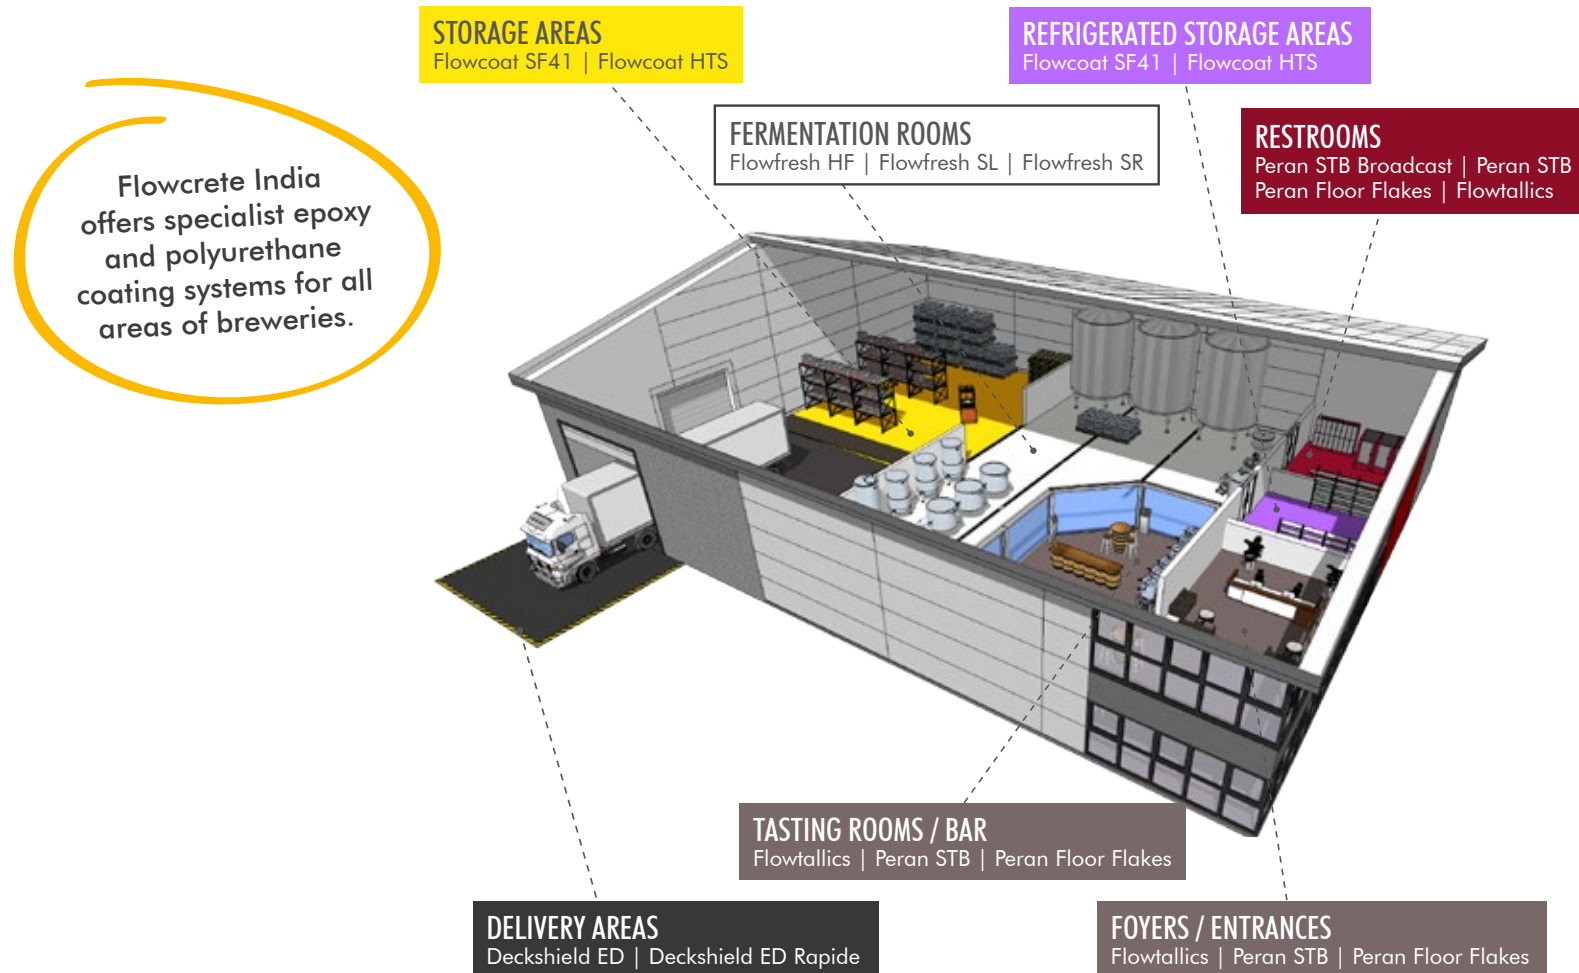 STORAGE AREAS
Flowcoat SF41 | Flowcoat HTS
REFRIGERATED STORAGE AREAS
Flowcoat SF41 | Flowcoat HTS
FERMENTATION ROOMS
Flowfresh HF | Flowfresh SL | Flowfresh SR
RESTROOMS
Peran STB Broadcast | Peran STB
Peran Floor Flakes | Flowtallics
Flowcrete India
offers specialist epoxy
and polyurethane
coating systems for all
areas of breweries.
TASTING ROOMS / BAR
Flowtallics | Peran STB | Peran Floor Flakes
DELIVERY AREAS
Deckshield ED | Deckshield ED Rapide
FOYERS / ENTRANCES
Flowtallics | Peran STB | Peran Floor Flakes